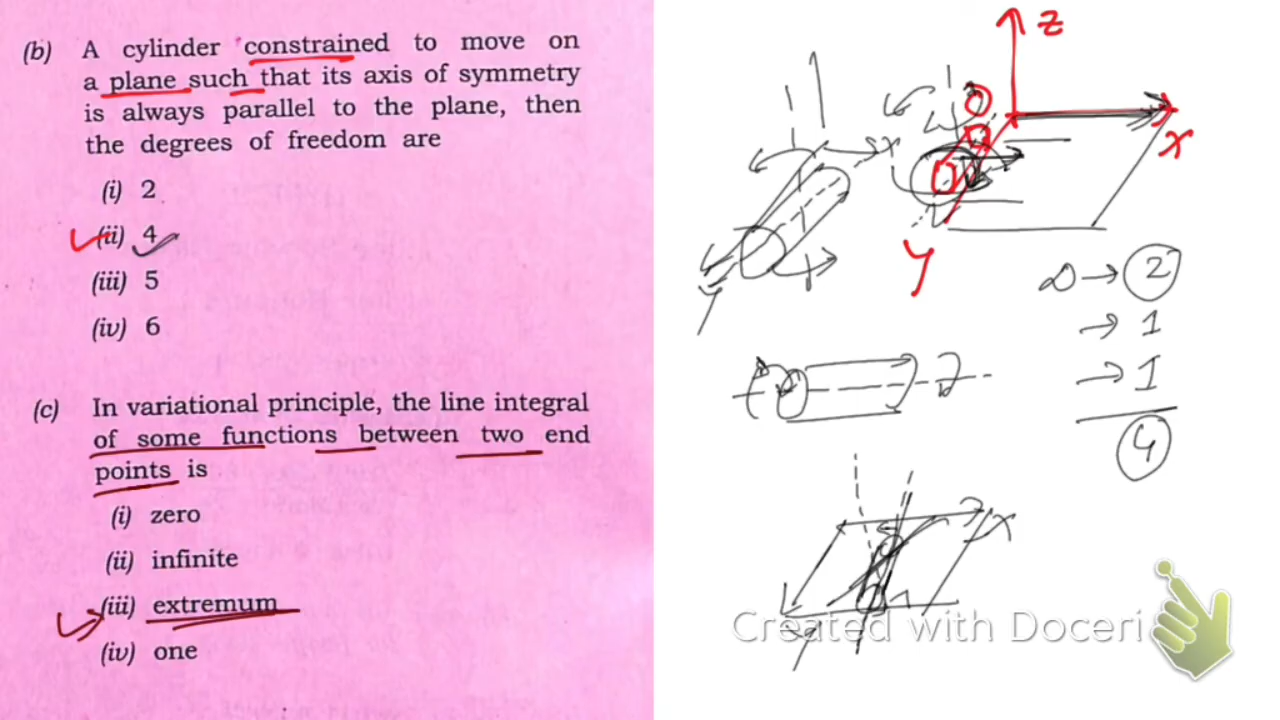 (b) A cylinder constrained to move on
a plane such that its axis of symmetry
is always parallel to the plane, then
the degrees of freedom are
(i) 2
(ii) 4
(iii) 5
(iv) 6
(c) In variational principle, the line integral
of some functions between two end
points is
(i) zero
(ii) infinite
(iii) extremum
(iv) one
z
x
y
x
y
→ 2
→ 1
→ 1
4
x
y
Created with Doceri